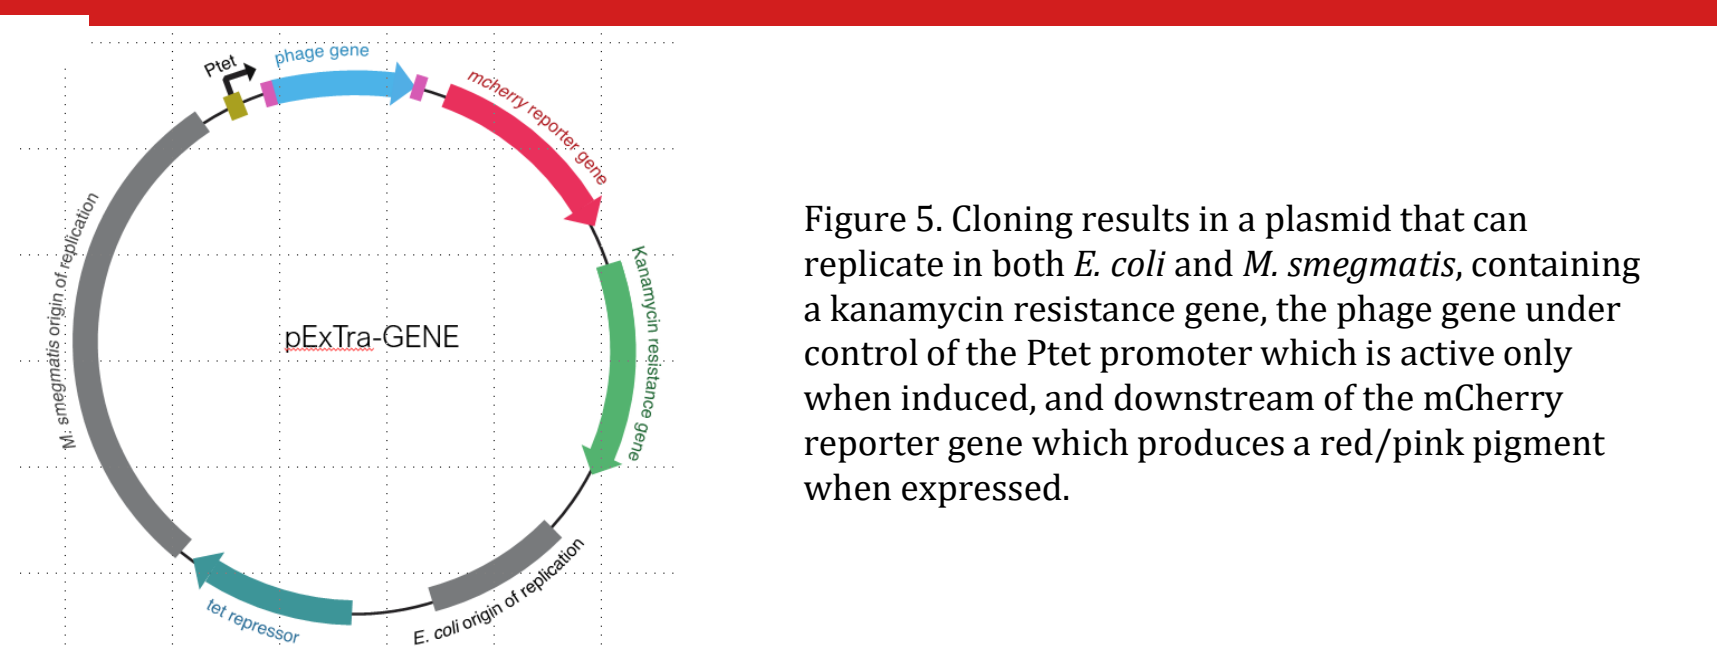 Ptet
phage gene
mcherry reporter gene
Kanamycin resistance gene
E. coli origin of replication
tet repressor
M. smegmatis origin of replication
pExTra-GENE
Figure 5. Cloning results in a plasmid that can
replicate in both E. coli and M. smegmatis, containing
a kanamycin resistance gene, the phage gene under
control of the Ptet promoter which is active only
when induced, and downstream of the mCherry
reporter gene which produces a red/pink pigment
when expressed.